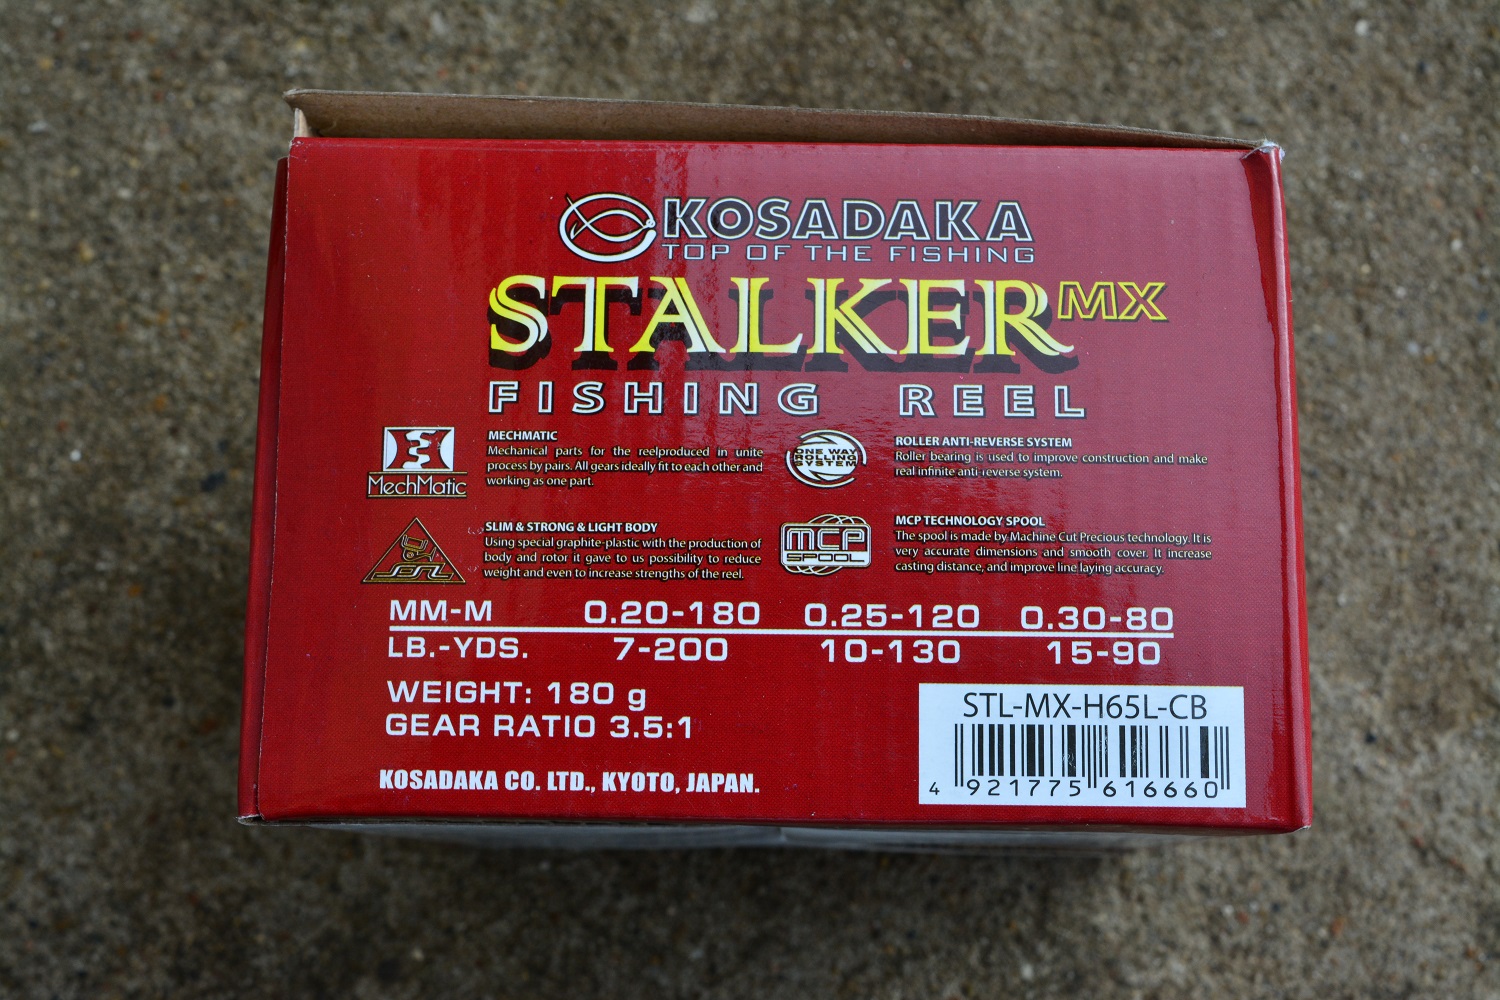 KOSADAKA
TOP OF THE FISHING
STALKER MX
FISHING REEL
MechMatic
MECHMATIC
Mechanical parts for the reelproduced in unite
process by pairs. All gears ideally fit to each other and
working as one part.
ONE WAY
ROLLING
SYSTEM
ROLLER ANTI-REVERSE SYSTEM
Roller bearing is used to improve construction and make
real infinite anti-reverse system.
SLIM & STRONG & LIGHT BODY
Using special graphite-plastic with the production of
body and rotor it gave to us possibility to reduce
weight and even to increase strengths of the reel.
MCP
SPOOL
MCP TECHNOLOGY SPOOL
The spool is made by Machine Cut Precious technology. It is
very accurate dimensions and smooth cover. It increase
casting distance, and improve line laying accuracy.
MM-M 0.20-180 0.25-120 0.30-80
LB.-YDS. 7-200 10-130 15-90
WEIGHT: 180 g
GEAR RATIO 3.5:1
KOSADAKA CO. LTD., KYOTO, JAPAN.
STL-MX-H65L-CB
4 921775 616660